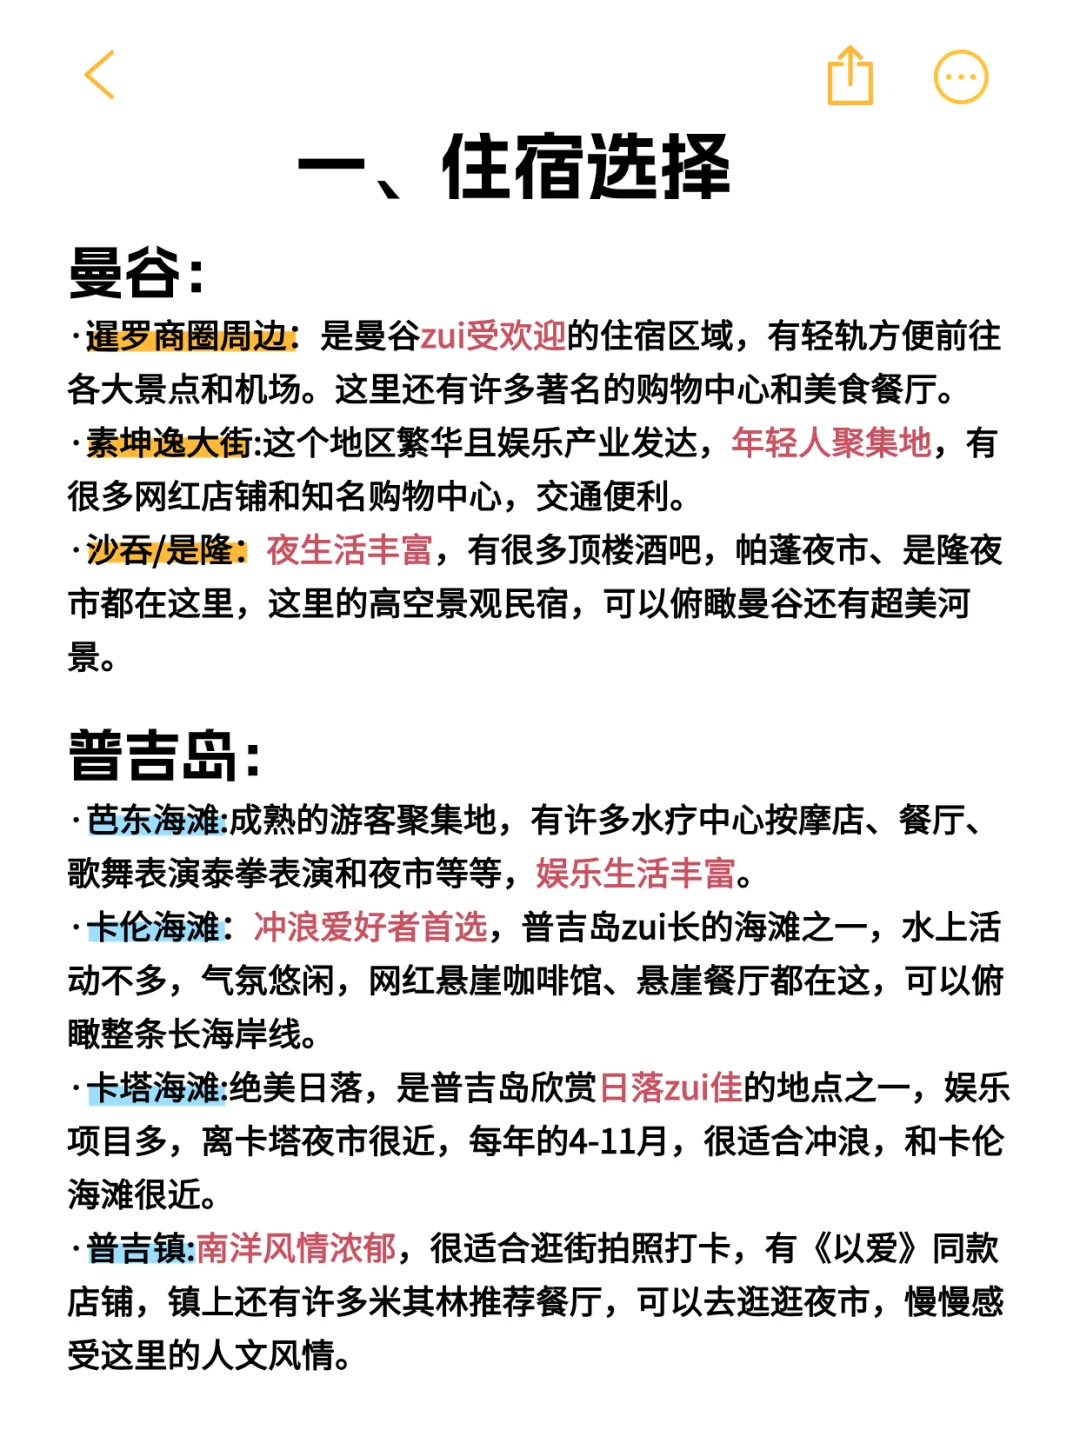 一、住宿选择
曼谷：
·暹罗商圈周边：是曼谷zui受欢迎的住宿区域，有轻轨方便前往
各大景点和机场。这里还有许多著名的购物中心和美食餐厅。
·素坤逸大街:这个地区繁华且娱乐产业发达，年轻人聚集地，有
很多网红店铺和知名购物中心，交通便利。
·沙吞/是隆：夜生活丰富，有很多顶楼酒吧，帕蓬夜市、是隆夜
市都在这里，这里的高空景观民宿，可以俯瞰曼谷还有超美河
景。
普吉岛：
·芭东海滩:成熟的游客聚集地，有许多水疗中心按摩店、餐厅、
歌舞表演泰拳表演和夜市等等，娱乐生活丰富。
·卡伦海滩：冲浪爱好者首选，普吉岛zui长的海滩之一，水上活
动不多，气氛悠闲，网红悬崖咖啡馆、悬崖餐厅都在这，可以俯
瞰整条长海岸线。
·卡塔海滩:绝美日落，是普吉岛欣赏日落zui佳的地点之一，娱乐
项目多，离卡塔夜市很近，每年的4-11月，很适合冲浪，和卡伦
海滩很近。
·普吉镇:南洋风情浓郁，很适合逛街拍照打卡，有《以爱》同款
店铺，镇上还有许多米其林推荐餐厅，可以去逛逛夜市，慢慢感
受这里的人文风情。